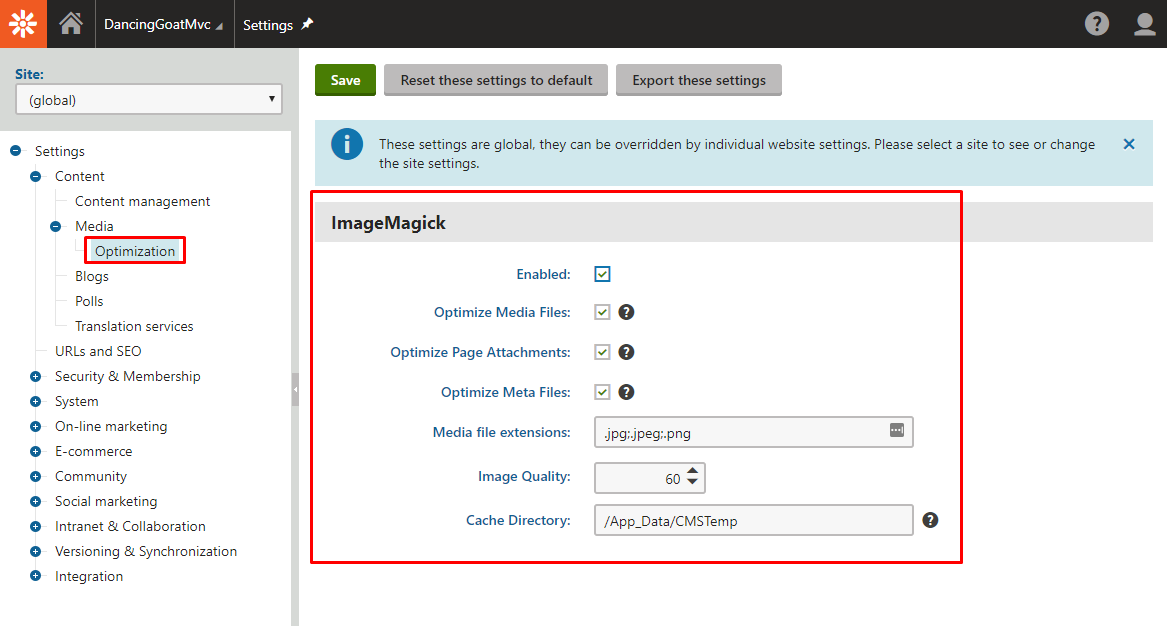 DancingGoatMvc
Settings
?
Site:
(global)
Settings
Content
Content management
Media
Optimization
Blogs
Polls
Translation services
URLs and SEO
Security & Membership
System
On-line marketing
E-commerce
Community
Social marketing
Intranet & Collaboration
Versioning & Synchronization
Integration
Save
Reset these settings to default
Export these settings
These settings are global, they can be overridden by individual website settings. Please select a site to see or change
the site settings.
ImageMagick
Enabled:
Optimize Media Files: ?
Optimize Page Attachments: ?
Optimize Meta Files: ?
Media file extensions: .jpg;.jpeg;.png
Image Quality: 60
Cache Directory: /App_Data/CMSTemp ?